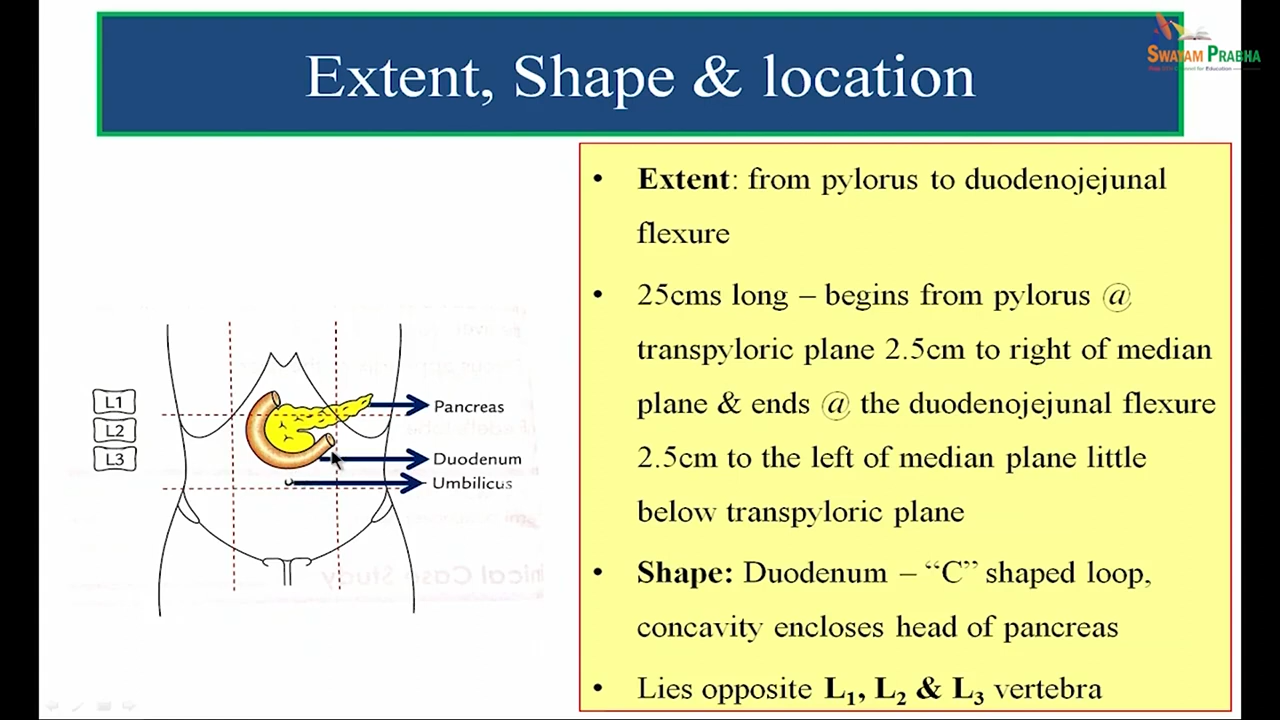 Extent, Shape & location
SWAYAM PRABHA
• Extent: from pylorus to duodenojejunal
flexure
• 25cms long – begins from pylorus @
transpyloric plane 2.5cm to right of median
plane & ends @ the duodenojejunal flexure
2.5cm to the left of median plane little
below transpyloric plane
• Shape: Duodenum – “C” shaped loop,
concavity encloses head of pancreas
• Lies opposite L1, L2 & L3 vertebra
L1
L2
L3
Pancreas
Duodenum
Umbilicus